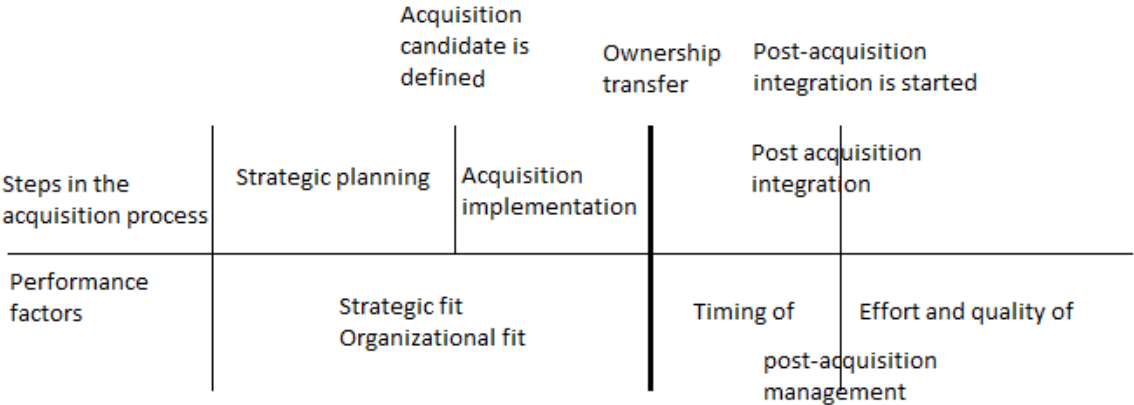 Acquisition
candidate is
defined
Ownership
transfer
Post-acquisition
integration is started
Steps in the
acquisition process
Strategic planning
Acquisition
implementation
Post acquisition
integration
Performance
factors
Strategic fit
Organizational fit
Timing of
Effort and quality of
post-acquisition
management